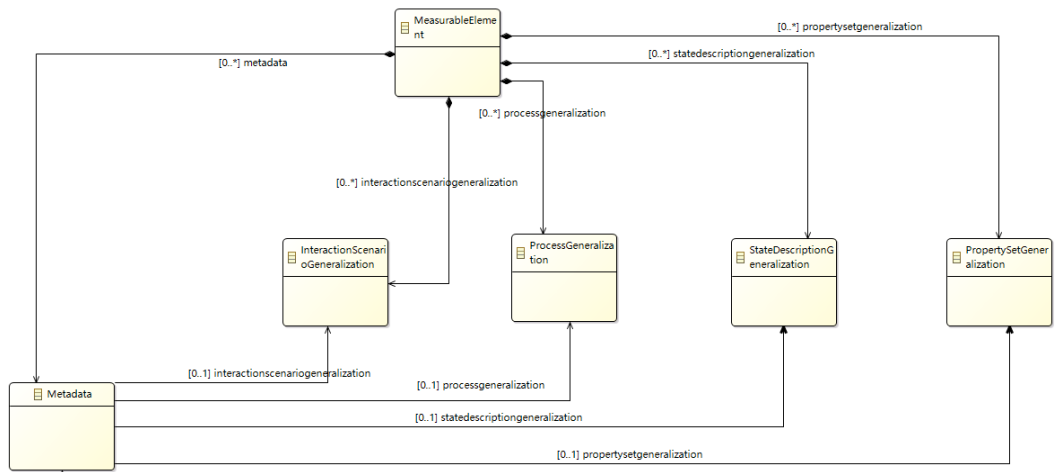 MeasurableEleme
nt
[0..*] propertysetgeneralization
[0..*] statedescriptiongeneralization
[0..*] metadata
[0..*] processgeneralization
[0..*] interactionscenariogeneralization
InteractionScenari
oGeneralization
ProcessGeneraliza
tion
StateDescriptionG
eneralization
PropertySetGener
alization
[0..1] interactionscenariogeneralization
[0..1] processgeneralization
Metadata
[0..1] statedescriptiongeneralization
[0..1] propertysetgeneralization